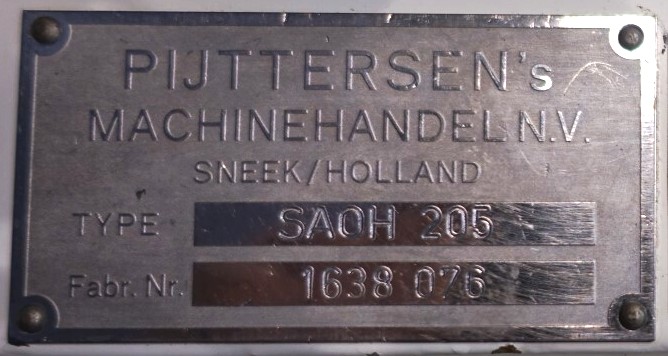 PIJTTERSEN's
MACHINEHANDEL N.V.
SNEEK/HOLLAND
TYPE SAOH 205
Fabr. Nr. 1638 076